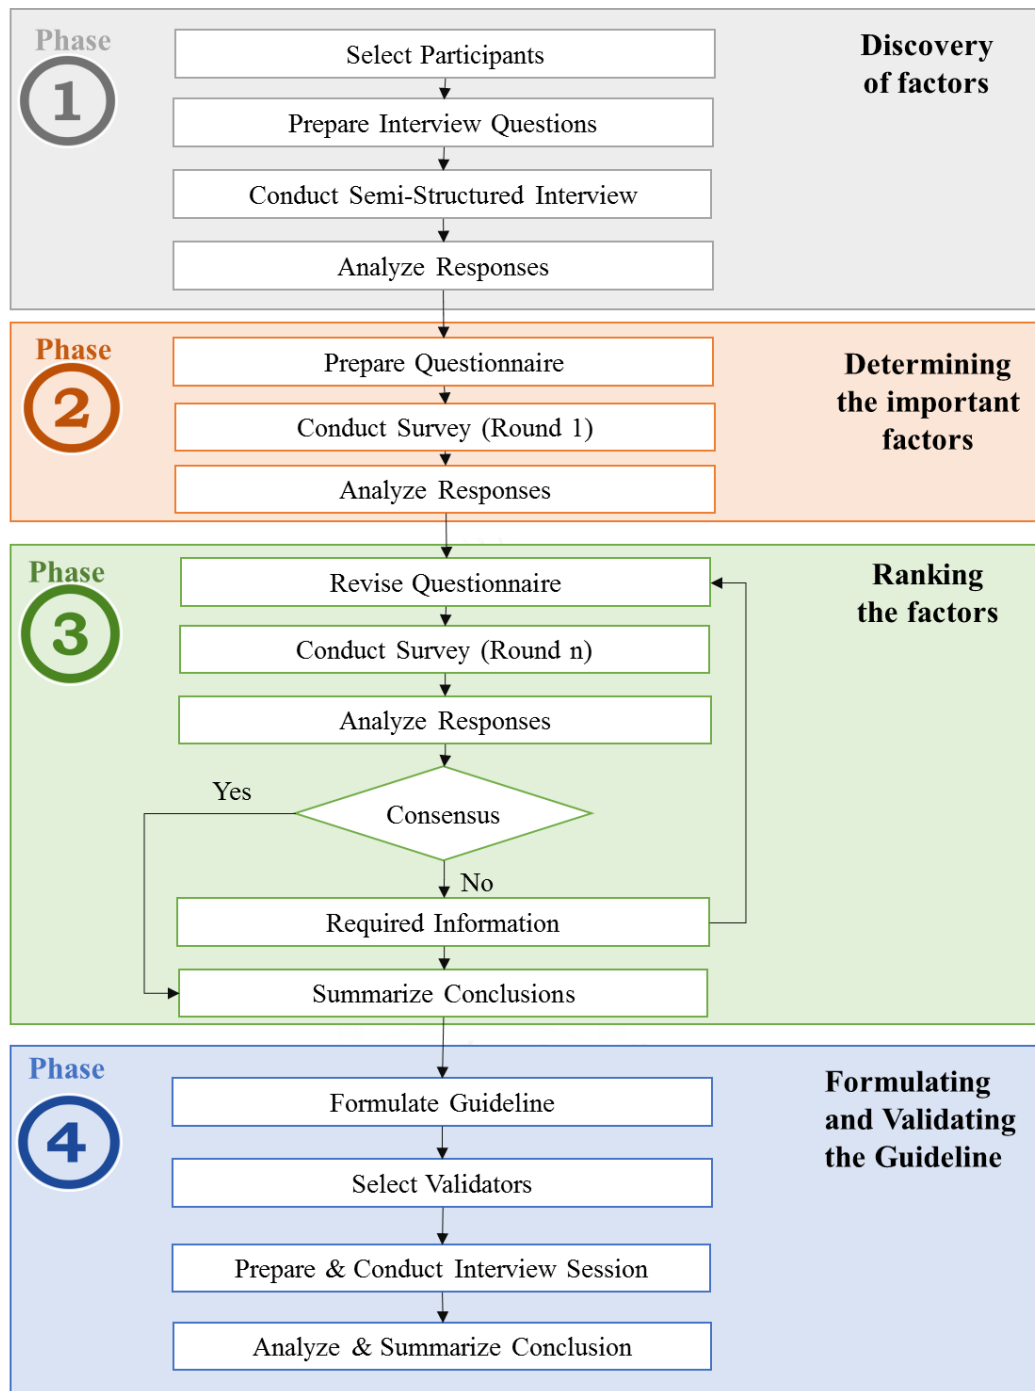 Phase
1
Discovery
of factors
Select Participants
Prepare Interview Questions
Conduct Semi-Structured Interview
Analyze Responses
Phase
2
Determining
the important
factors
Prepare Questionnaire
Conduct Survey (Round 1)
Analyze Responses
Phase
3
Ranking
the factors
Revise Questionnaire
Conduct Survey (Round n)
Analyze Responses
Yes
Consensus
No
Required Information
Summarize Conclusions
Phase
4
Formulating
and Validating
the Guideline
Formulate Guideline
Select Validators
Prepare & Conduct Interview Session
Analyze & Summarize Conclusion